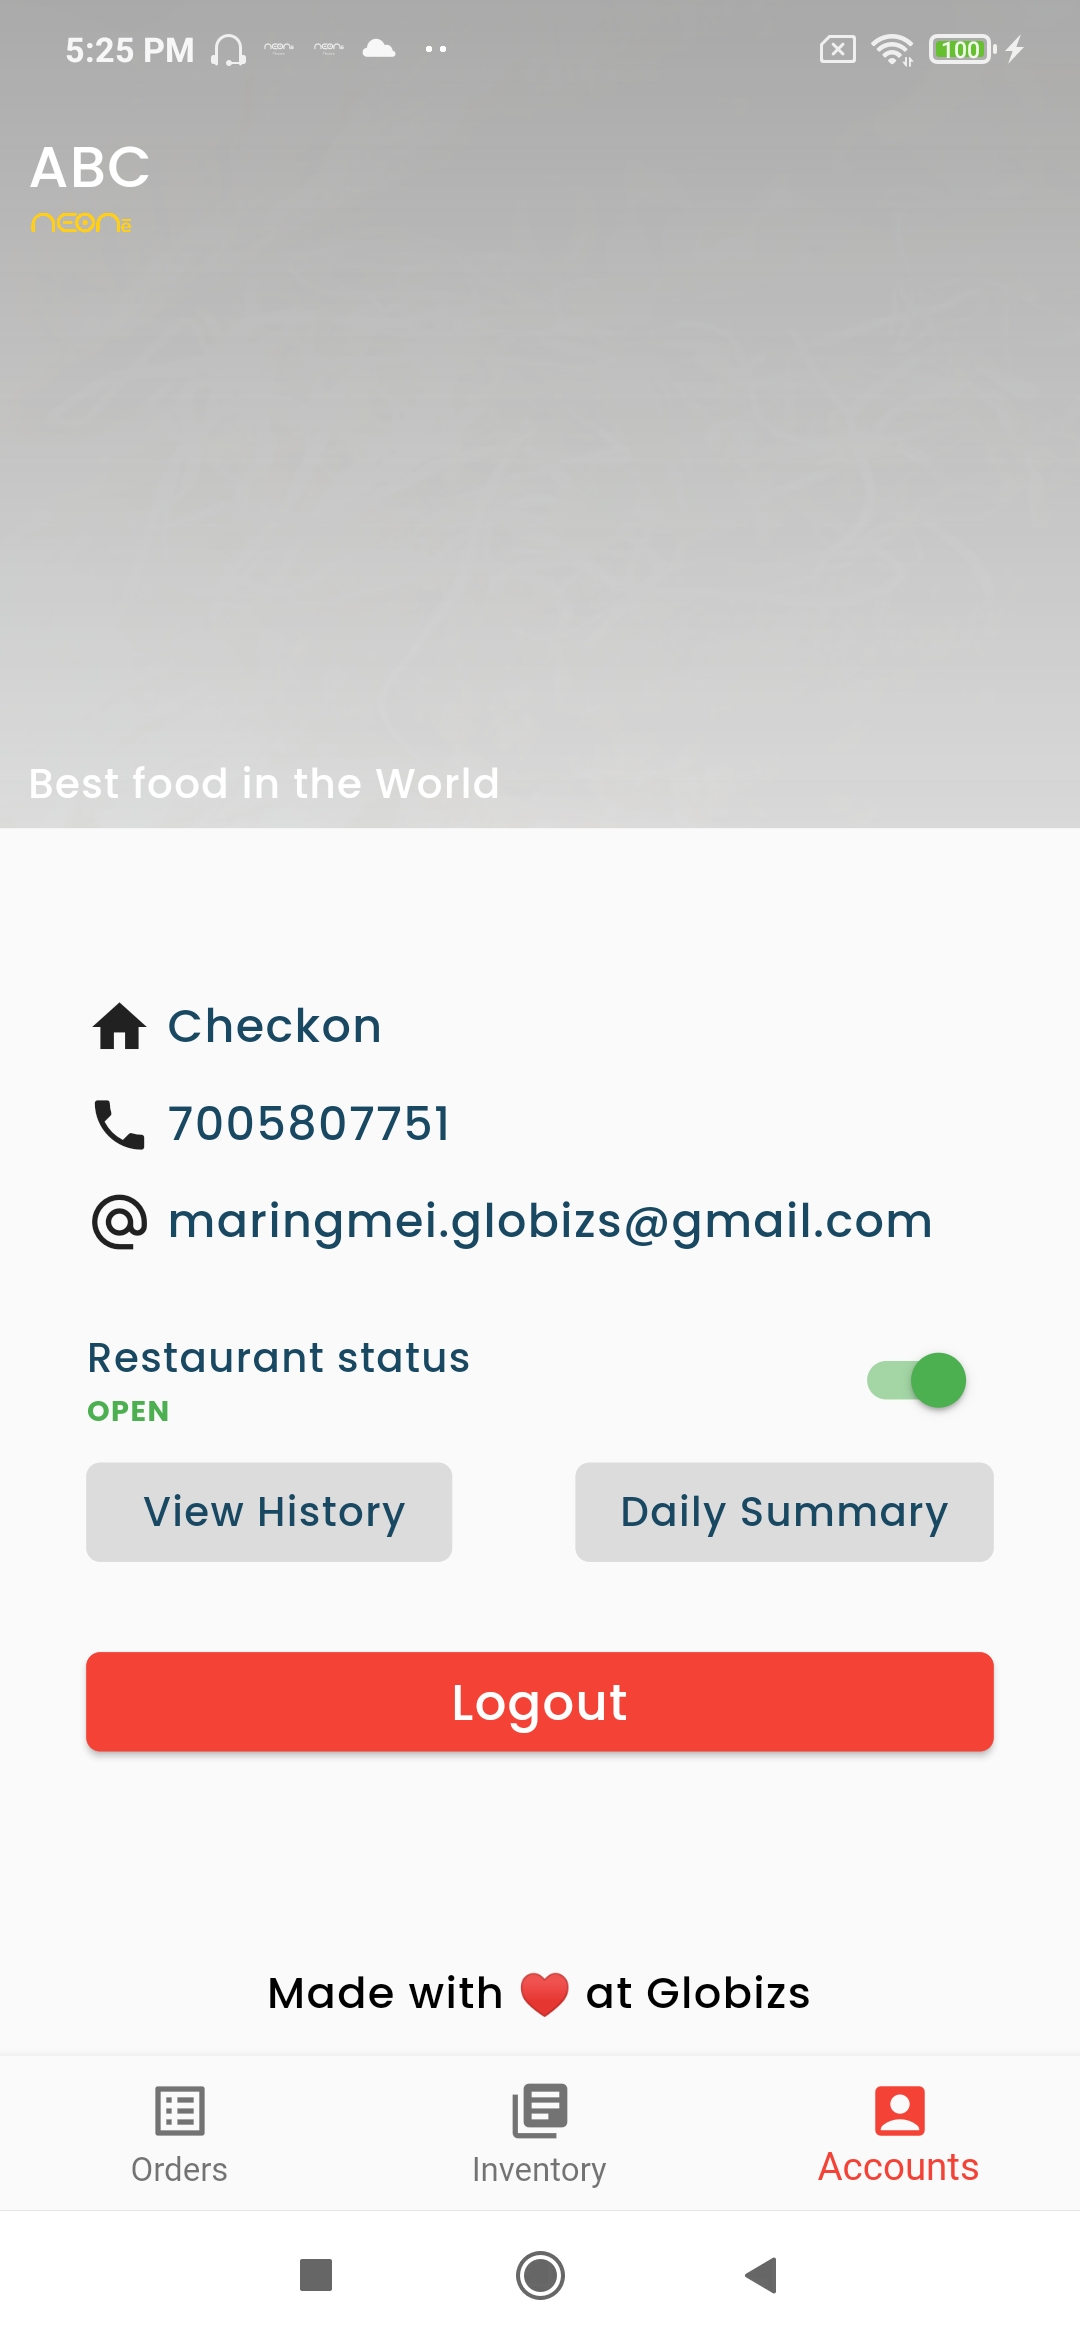 5:25 PM
100
ABC
neone
Best food in the World
Checkon
7005807751
maringmei.globizs@gmail.com
Restaurant status
OPEN
View History
Daily Summary
Logout
Made with ❤️ at Globizs
Orders
Inventory
Accounts